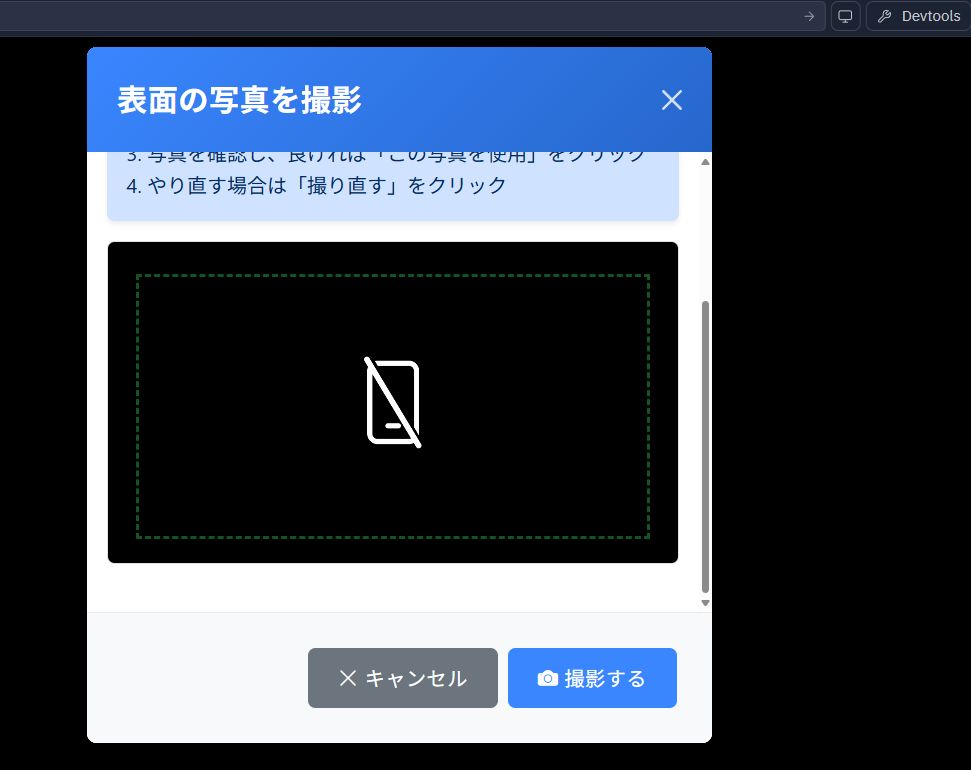 Devtools
表面の写真を撮影
3. 写真を確認し、良ければ「この写真を使用」をクリック
4. やり直す場合は「撮り直す」をクリック
キャンセル
撮影する